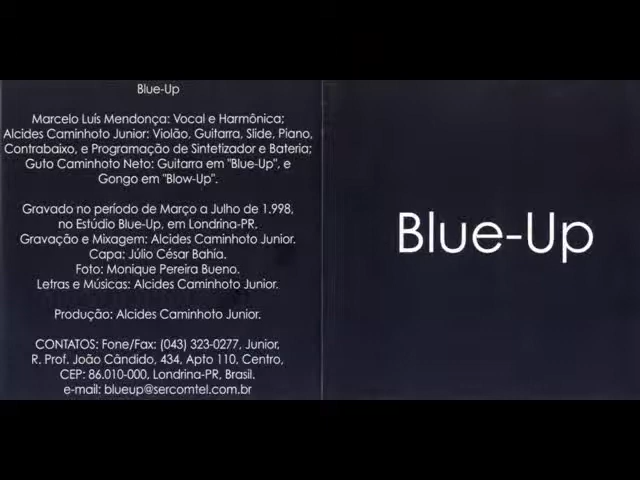 Blue-Up
Marcelo Luís Mendonça: Vocal e Harmônica;
Alcides Caminhoto Junior: Violão, Guitarra, Slide, Piano,
Contrabaixo, e Programação de Sintetizador e Bateria;
Guto Caminhoto Neto: Guitarra em "Blue-Up", e
Gongo em "Blow-Up".
Gravado no período de Março a Julho de 1.998,
no Estúdio Blue-Up, em Londrina-PR.
Gravação e Mixagem: Alcides Caminhoto Junior.
Capa: Júlio César Bahía.
Foto: Monique Pereira Bueno.
Letras e Músicas: Alcides Caminhoto Junior.
Produção: Alcides Caminhoto Junior.
CONTATOS: Fone/Fax: (043) 323-0277, Junior,
R. Prof. João Cândido, 434, Apto 110, Centro,
CEP: 86.010-000, Londrina-PR, Brasil.
e-mail: blueup@sercomtel.com.br
Blue-Up